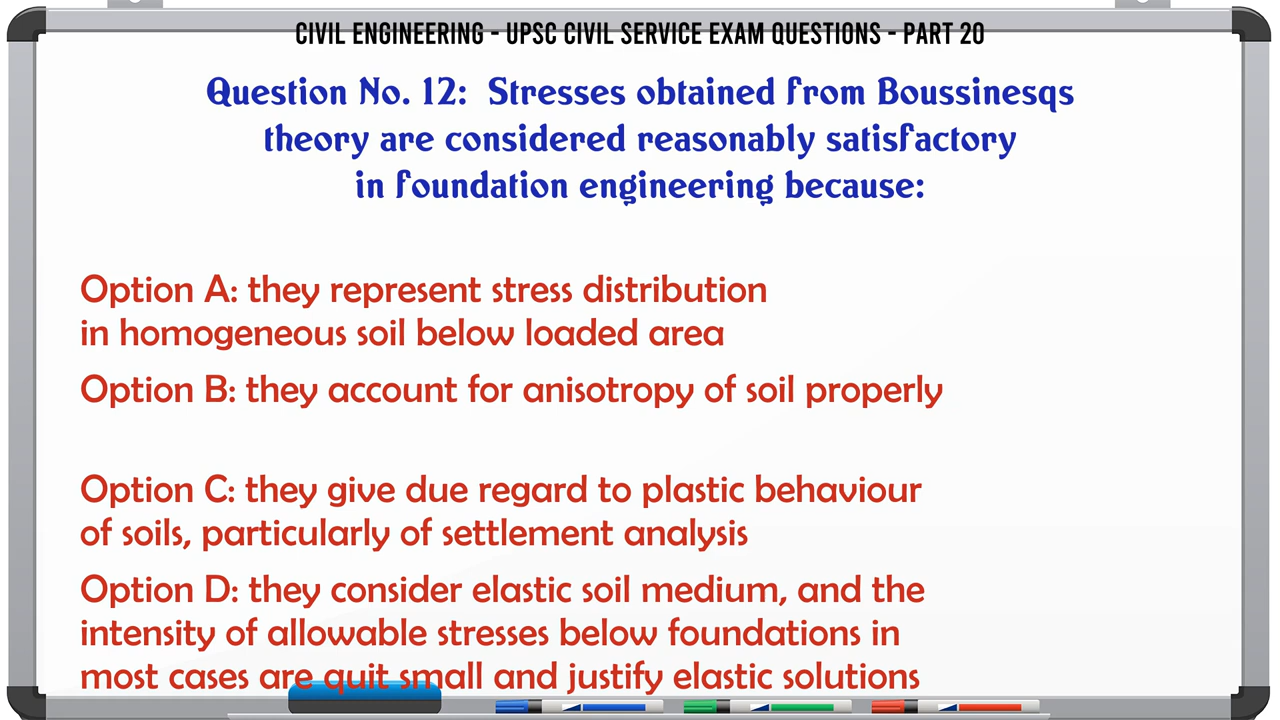 CIVIL ENGINEERING - UPSC CIVIL SERVICE EXAM QUESTIONS - PART 20
Question No. 12: Stresses obtained from Boussinesqs
theory are considered reasonably satisfactory
in foundation engineering because:
Option A: they represent stress distribution
in homogeneous soil below loaded area
Option B: they account for anisotropy of soil properly
Option C: they give due regard to plastic behaviour
of soils, particularly of settlement analysis
Option D: they consider elastic soil medium, and the
intensity of allowable stresses below foundations in
most cases are quit small and justify elastic solutions